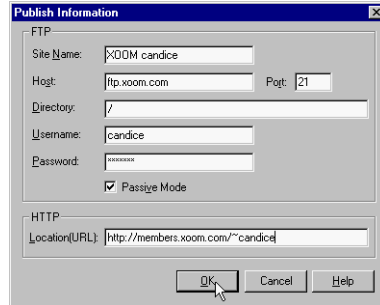 Publish Information
FTP
Site Name: XOOM candice
Host: ftp.xoom.com Port: 21
Directory: /
Username: candice
Password: *******
Passive Mode
HTTP
Location(URL): http://members.xoom.com/~candice
OK Cancel Help